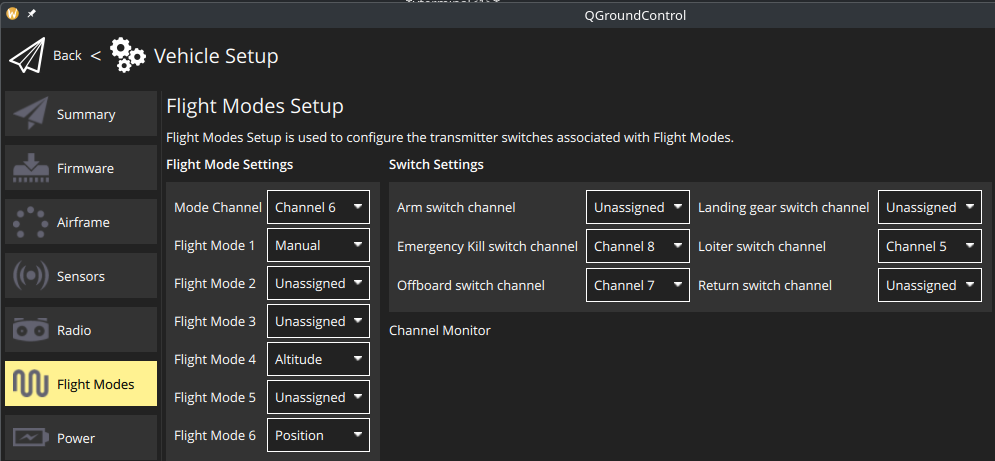 QGroundControl
Back < Vehicle Setup
Summary
Firmware
Airframe
Sensors
Radio
Flight Modes
Power
Flight Modes Setup
Flight Modes Setup is used to configure the transmitter switches associated with Flight Modes.
Flight Mode Settings
Mode Channel Channel 6
Flight Mode 1 Manual
Flight Mode 2 Unassigned
Flight Mode 3 Unassigned
Flight Mode 4 Altitude
Flight Mode 5 Unassigned
Flight Mode 6 Position
Switch Settings
Arm switch channel Unassigned Landing gear switch channel Unassigned
Emergency Kill switch channel Channel 8 Loiter switch channel Channel 5
Offboard switch channel Channel 7 Return switch channel Unassigned
Channel Monitor